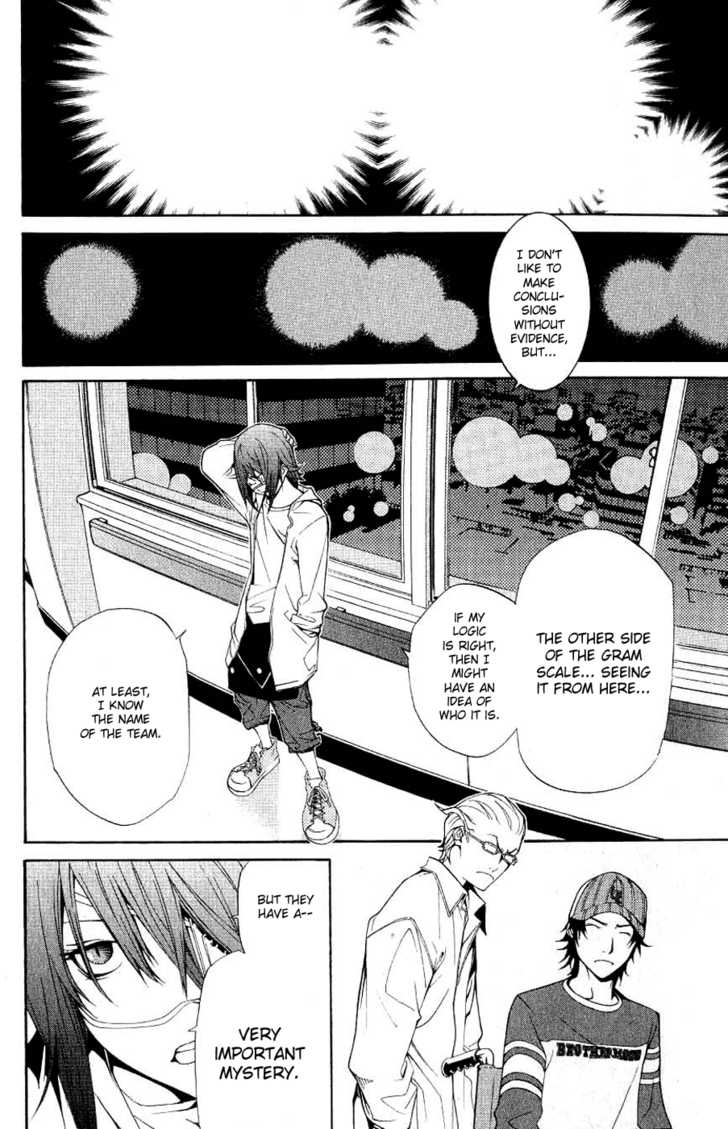 I DON'T
LIKE TO
MAKE
CONCLU-
SIONS
WITHOUT
EVIDENCE,
BUT...
THE OTHER SIDE
OF THE GRAM
SCALE... SEEING
IT FROM HERE...
IF MY
LOGIC
IS RIGHT,
THEN I
MIGHT
HAVE AN
IDEA OF
WHO IT IS.
AT LEAST,
I KNOW
THE NAME
OF THE TEAM.
BUT THEY
HAVE A--
VERY
IMPORTANT
MYSTERY.